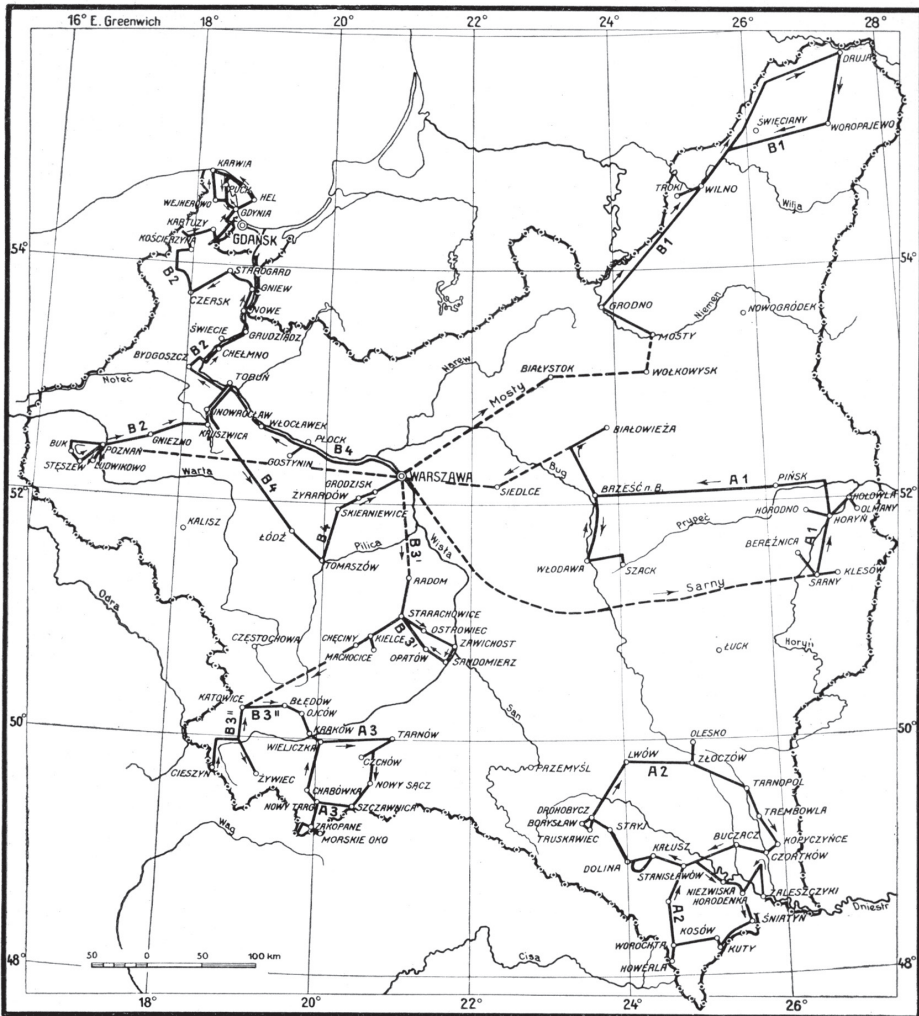 16° E. Greenwich
18°
20°
22°
24°
26°
28°
DRUJA
ŚWIĘCIANY
WOROPAJEWO
B1
KARWIA
PUCK
HEL
WEJHEROWO
GDYNIA
TROKI
WILNO
Wilja
KARTUZY
GDAŃSK
KOŚCIERZYNA
B1
54°
54°
B2
STAROGARD
GNIEW
CZERSK
NOWE
GRODNO
Niemen
NOWOGRÓDEK
ŚWIECIE
GRUDZIĄDZ
MOSTY
B2
CHEŁMNO
BYDGOSZCZ
Narew
BIAŁYSTOK
WOŁKOWYSK
Noteć
TORUŃ
Mosty
INOWROCŁAW
WŁOCŁAWEK
B2
KRUSZWICA
PŁOCK
BIAŁOWIEŻA
BUK
GNIEZNO
B4
POZNAŃ
GOSTYNIN
Bug
STĘSZEW
LUDWIKOWO
WARSZAWA
Warta
GRODZISK
SIEDLCE
A1
PIŃSK
B4
ŻYRARDÓW
BRZEŚĆ n. B.
HOŁOWLA
52°
52°
SKIERNIEWICE
HORODNO
OLMANY
KALISZ
HORYŃ
B4
Prypeć
A1
ŁÓDŹ
Pilica
B3'
Wisła
BEREŹNICA
TOMASZÓW
WŁODAWA
SZACK
KLESÓW
Odra
RADOM
Sarny
SARNY
STARACHOWICE
CZĘSTOCHOWA
CHĘCINY
KIELCE
OSTROWIEC
B3'
ZAWICHOST
ŁUCK
Horyń
MACHOCICE
OPATÓW
SANDOMIERZ
KATOWICE
BŁĘDÓW
San
50°
50°
B3"
B3"
OJCÓW
KRAKÓW
A3
TARNÓW
OLESKO
WIELICZKA
LWÓW
CIESZYN
CZCHÓW
PRZEMYŚL
A2
ZŁOCZÓW
ŻYWIEC
NOWY SĄCZ
TARNOPOL
CHABÓWKA
DROHOBYCZ
NOWY TARG
A3
SZCZAWNICA
BORYSŁAW
TREMBOWLA
Wag
ZAKOPANE
TRUSKAWIEC
STRYJ
BUCZACZ
KOPYCZYŃCE
MORSKIE OKO
KAŁUSZ
CZORTKÓW
DOLINA
STANISŁAWÓW
NIEZWISKA
ZALESZCZYKI
HORODENKA
Dniestr
A2
ŚNIATYN
KOSÓW
WOROCHTA
KUTY
Cisa
HOWERLA
48°
48°
50
0
50
100 km
18°
20°
22°
24°
26°